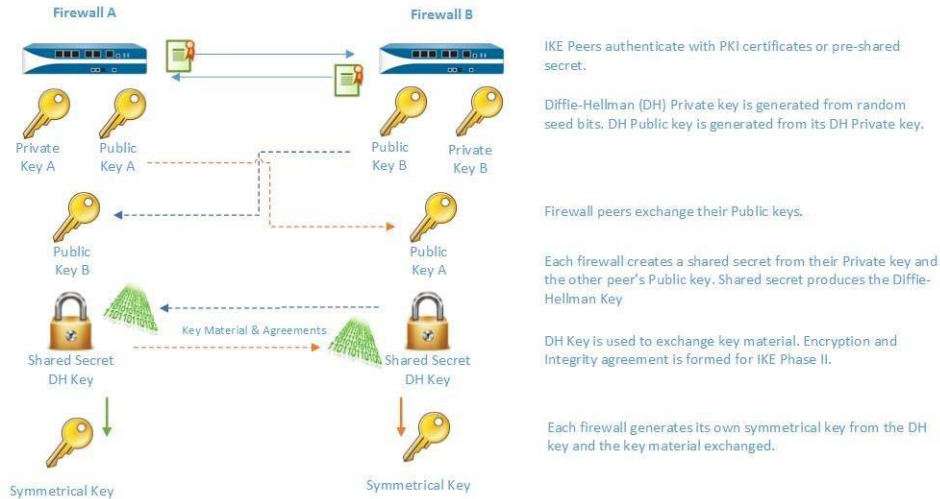 Firewall A
Firewall B
IKE Peers authenticate with PKI certificates or pre-shared
secret.
Diffie-Hellman (DH) Private key is generated from random
seed bits. DH Public key is generated from its DH Private key.
Private
Key A
Public
Key A
Public
Key B
Private
Key B
Firewall peers exchange their Public keys.
Public
Key B
Public
Key A
Each firewall creates a shared secret from their Private key and
the other peer's Public key. Shared secret produces the Diffie-
Hellman Key
Key Material & Agreements
DH Key is used to exchange key material. Encryption and
Integrity agreement is formed for IKE Phase II.
Shared Secret
DH Key
Shared Secret
DH Key
Each firewall generates its own symmetrical key from the DH
key and the key material exchanged.
Symmetrical Key
Symmetrical Key